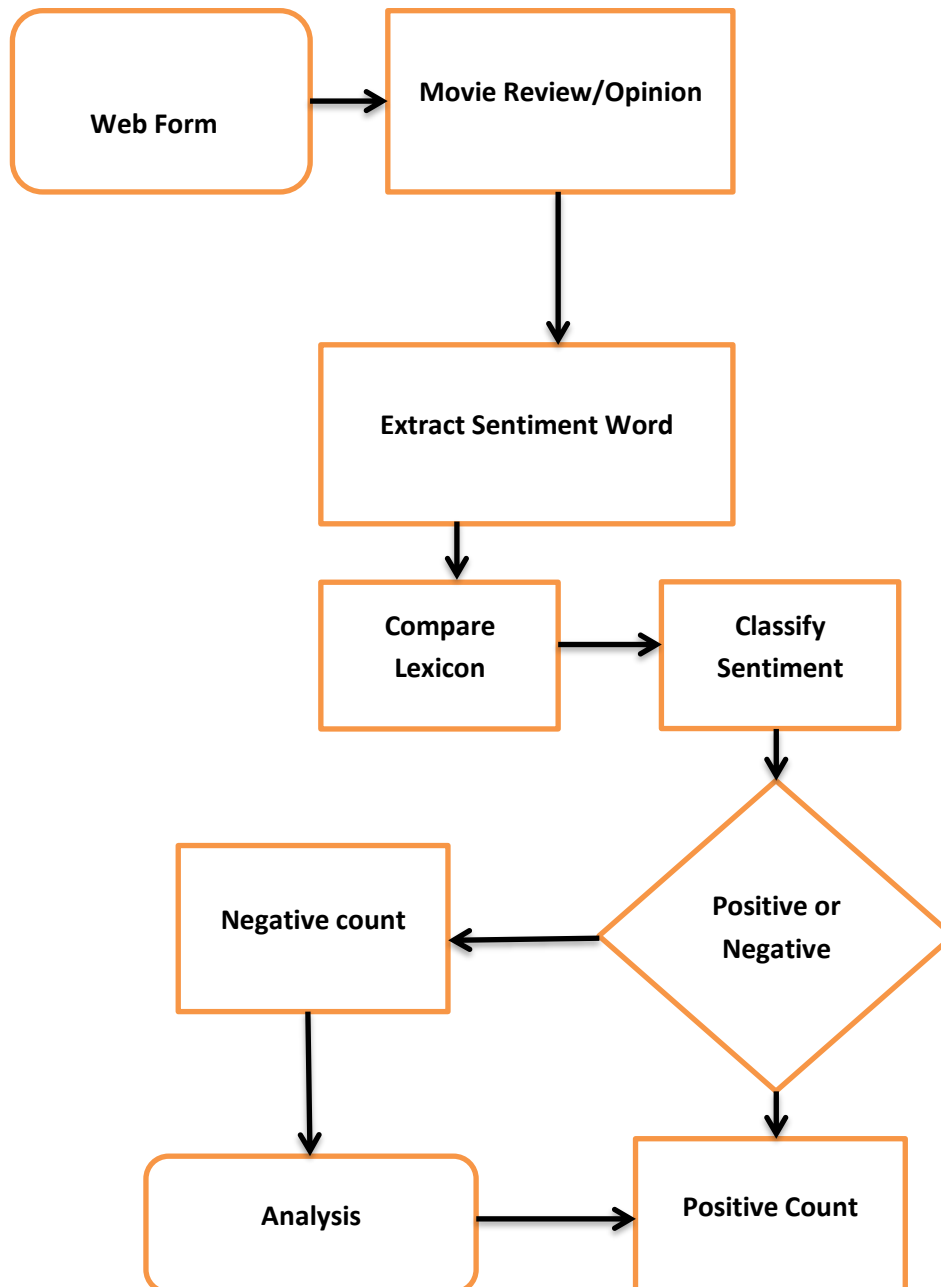 Movie Review/Opinion
Web Form
Extract Sentiment Word
Compare
Lexicon
Classify
Sentiment
Positive or
Negative
Negative count
Analysis
Positive Count